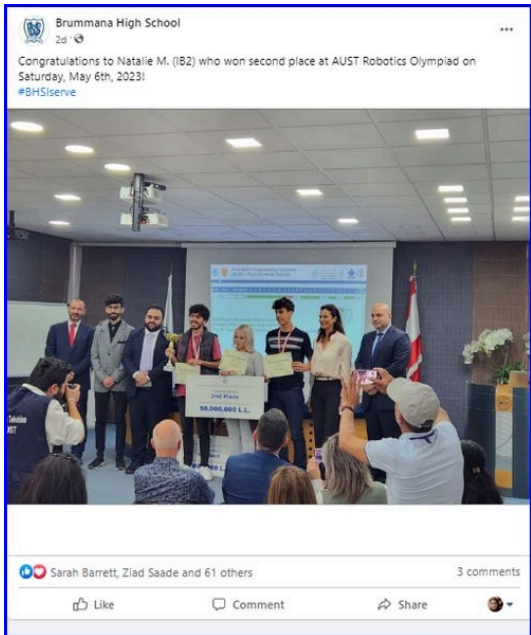 Brummana High School
2d
Congratulations to Natalie M. (IB2) who won second place at AUST Robotics Olympiad on
Saturday, May 6th, 2023!
#BHSIserve
2nd Place
50,000,000 L.L.
Sarah Barrett, Ziad Saade and 61 others
3 comments
Like
Comment
Share